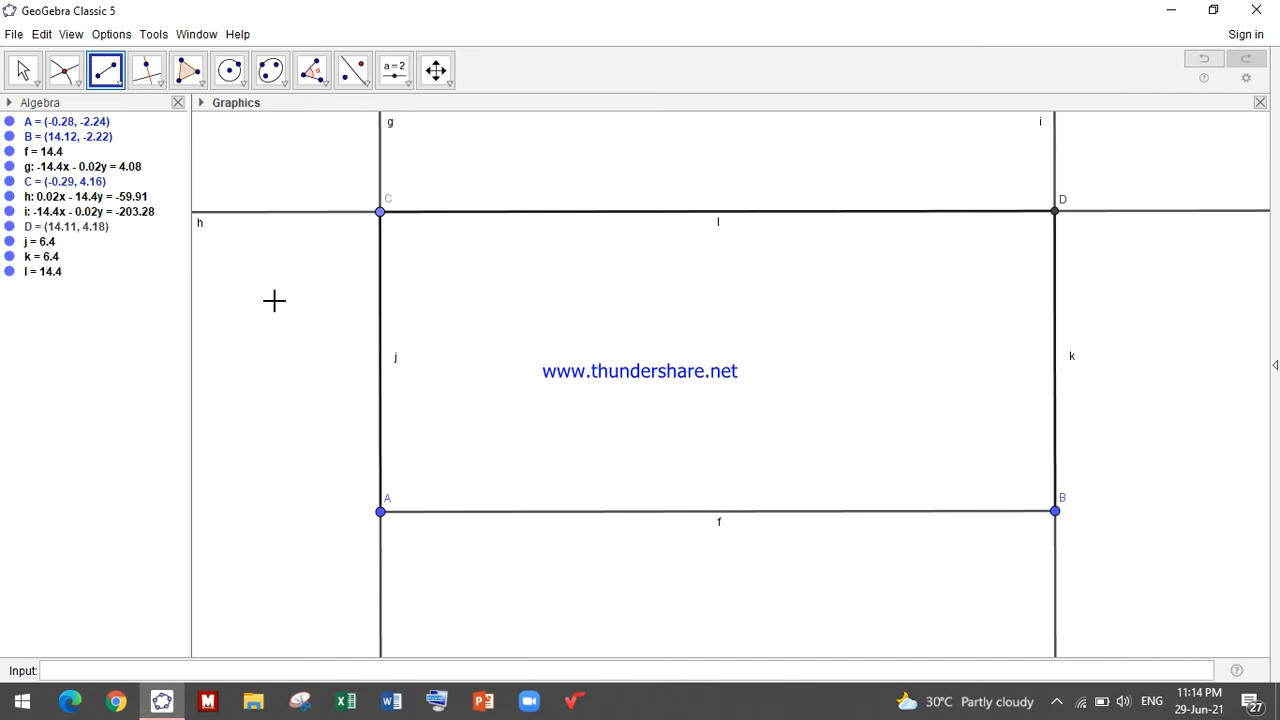 GeoGebra Classic 5
File Edit View Options Tools Window Help
Sign in
a = 2
Algebra
Graphics
A = (-0.28, -2.24)
B = (14.12, -2.22)
f = 14.4
g: -14.4x - 0.02y = 4.08
C = (-0.29, 4.16)
h: 0.02x - 14.4y = -59.91
i: -14.4x - 0.02y = -203.28
D = (14.11, 4.18)
j = 6.4
k = 6.4
l = 14.4
g
i
C
D
h
l
j
k
www.thundershare.net
A
B
f
Input:
30°C Partly cloudy
ENG
11:14 PM
29-Jun-21
27